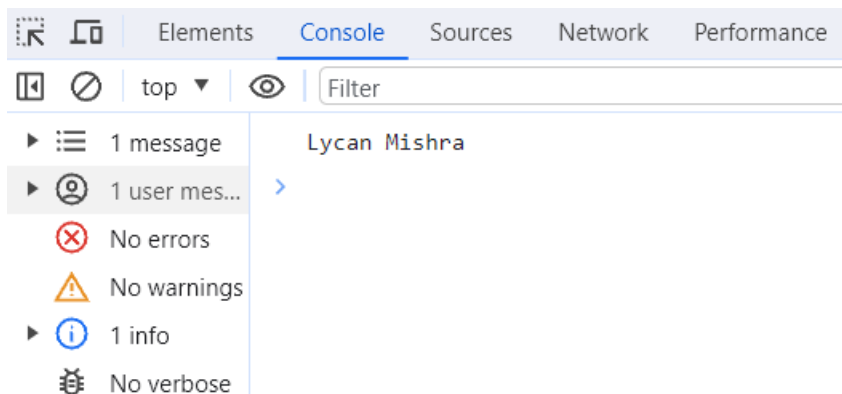 Elements Console Sources Network Performance
top Filter
1 message
Lycan Mishra
1 user mes...
No errors
No warnings
1 info
No verbose